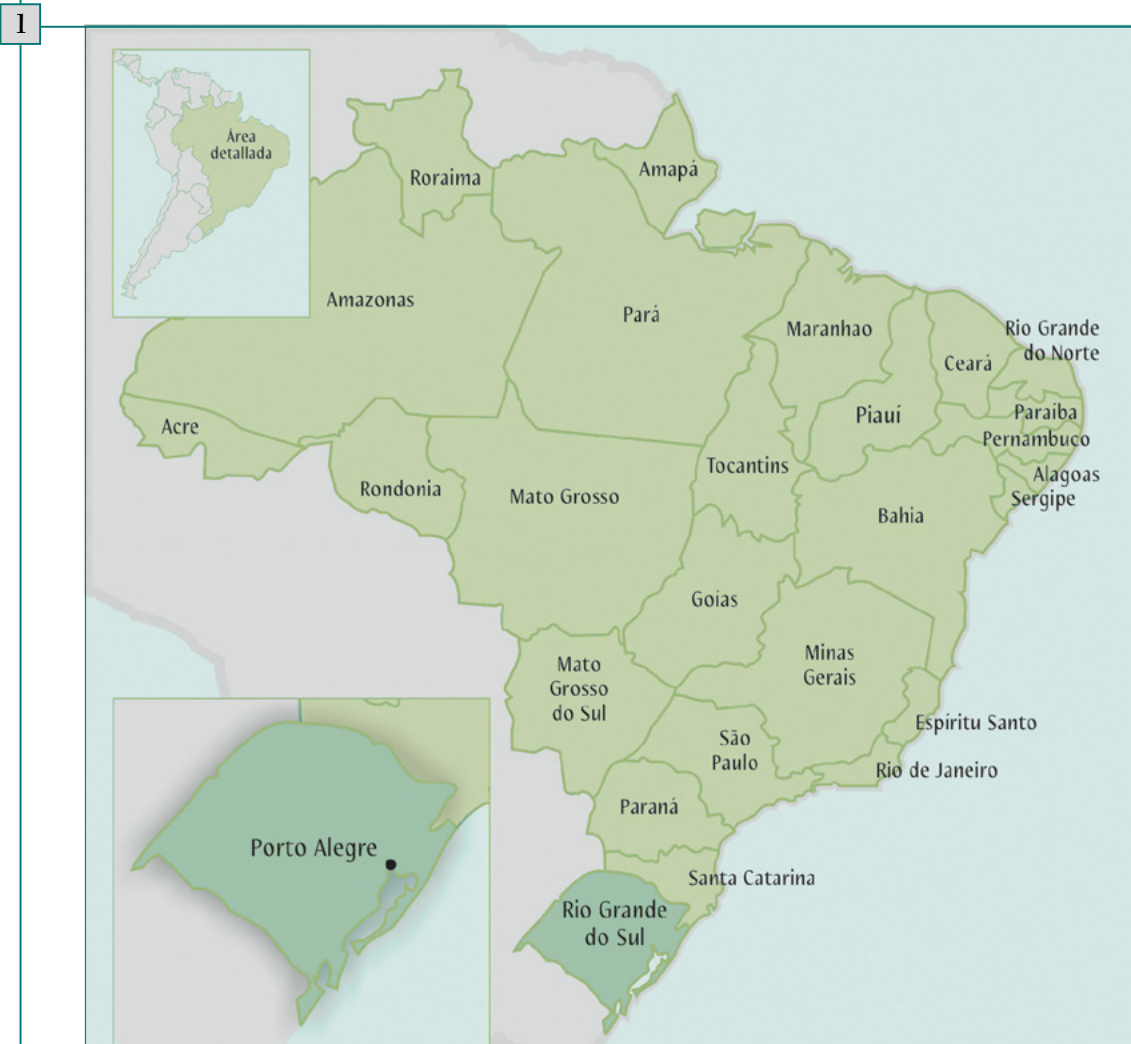 1
Área
detallada
Roraima
Amapá
Amazonas
Pará
Maranhao
Rio Grande
do Norte
Ceará
Piauí
Paraíba
Acre
Pernambuco
Tocantins
Alagoas
Rondonia
Mato Grosso
Sergipe
Bahia
Goias
Minas
Gerais
Mato
Grosso
do Sul
Espíritu Santo
São
Paulo
Rio de Janeiro
Paraná
Porto Alegre
Santa Catarina
Rio Grande
do Sul